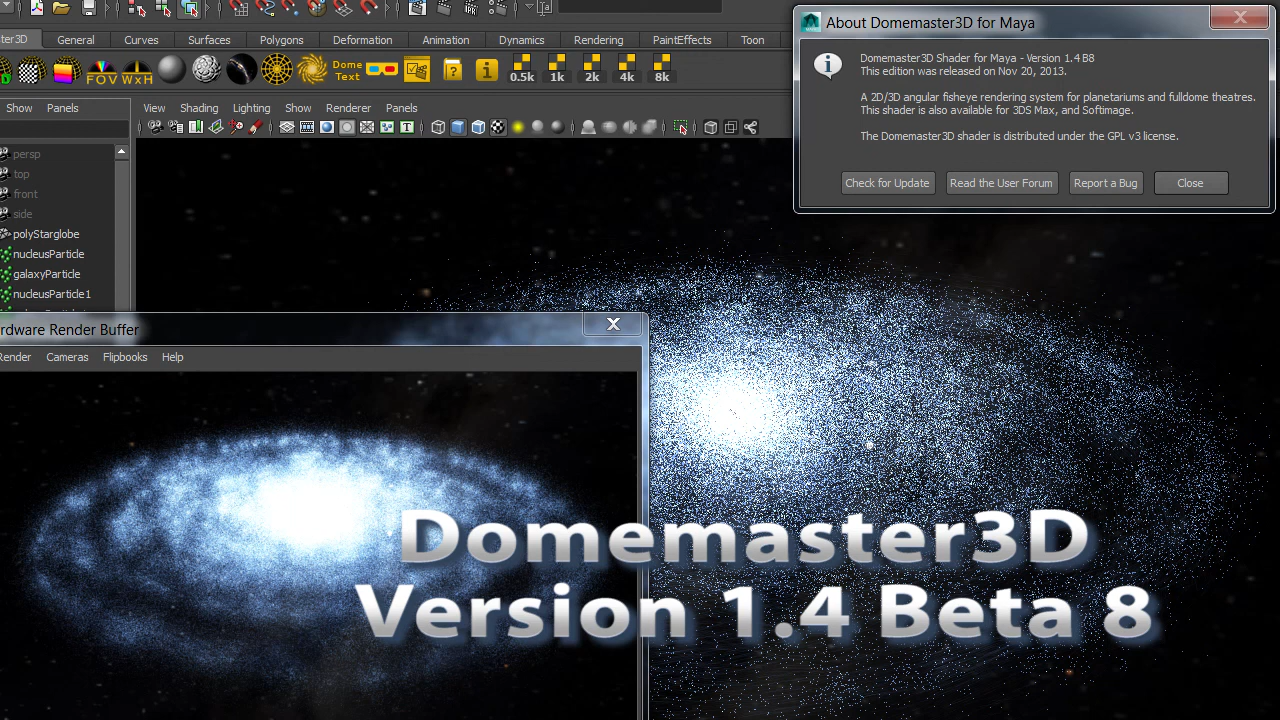 ter3D General Curves Surfaces Polygons Deformation Animation Dynamics Rendering PaintEffects Toon
FOV WXH Dome Text 0.5k 1k 2k 4k 8k
Show Panels
View Shading Lighting Show Renderer Panels
persp
top
front
side
polyStarglobe
nucleusParticle
galaxyParticle
nucleusParticle1
About Domemaster3D for Maya
Domemaster3D Shader for Maya - Version 1.4 B8
This edition was released on Nov 20, 2013.
A 2D/3D angular fisheye rendering system for planetariums and fulldome theatres.
This shader is also available for 3DS Max, and Softimage.
The Domemaster3D shader is distributed under the GPL v3 license.
Check for Update Read the User Forum Report a Bug Close
rdware Render Buffer
Render Cameras Flipbooks Help
Domemaster3D
Version 1.4 Beta 8